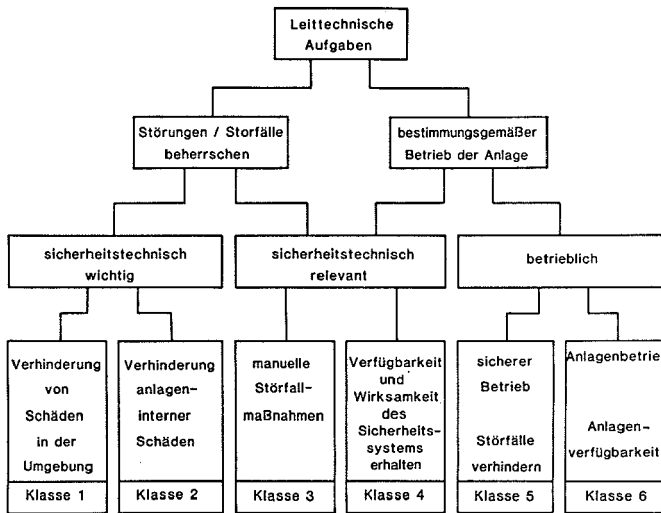 Leittechnische
Aufgaben
Störungen / Storfälle
beherrschen
bestimmungsgemäßer
Betrieb der Anlage
sicherheitstechnisch
wichtig
sicherheitstechnisch
relevant
betrieblich
Verhinderung
von
Schäden
in der
Umgebung
Klasse 1
Verhinderung
anlagen-
interner
Schäden
Klasse 2
manuelle
Störfall-
maßnahmen
Klasse 3
Verfügbarkeit
und
Wirksamkeit
des
Sicherheits-
systems
erhalten
Klasse 4
sicherer
Betrieb
Störfälle
verhindern
Klasse 5
Anlagenbetrie
Anlagen-
verfügbarkeit
Klasse 6